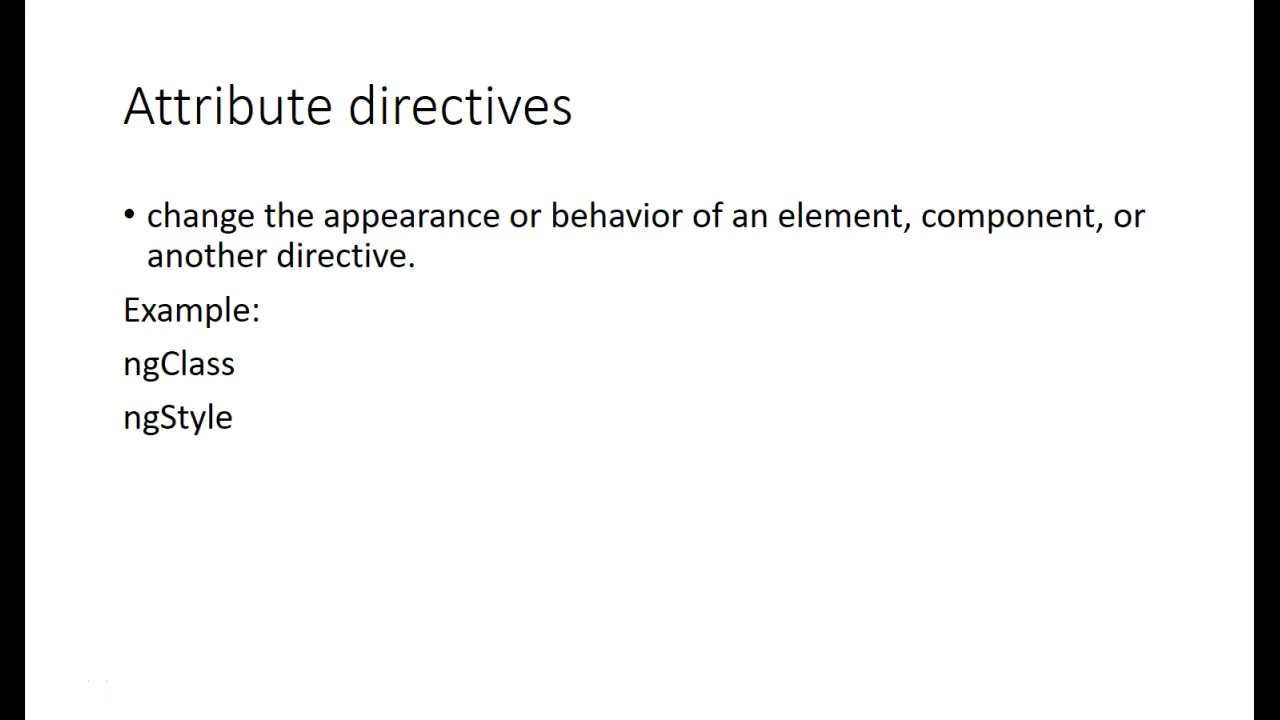 Attribute directives
• change the appearance or behavior of an element, component, or
another directive.
Example:
ngClass
ngStyle